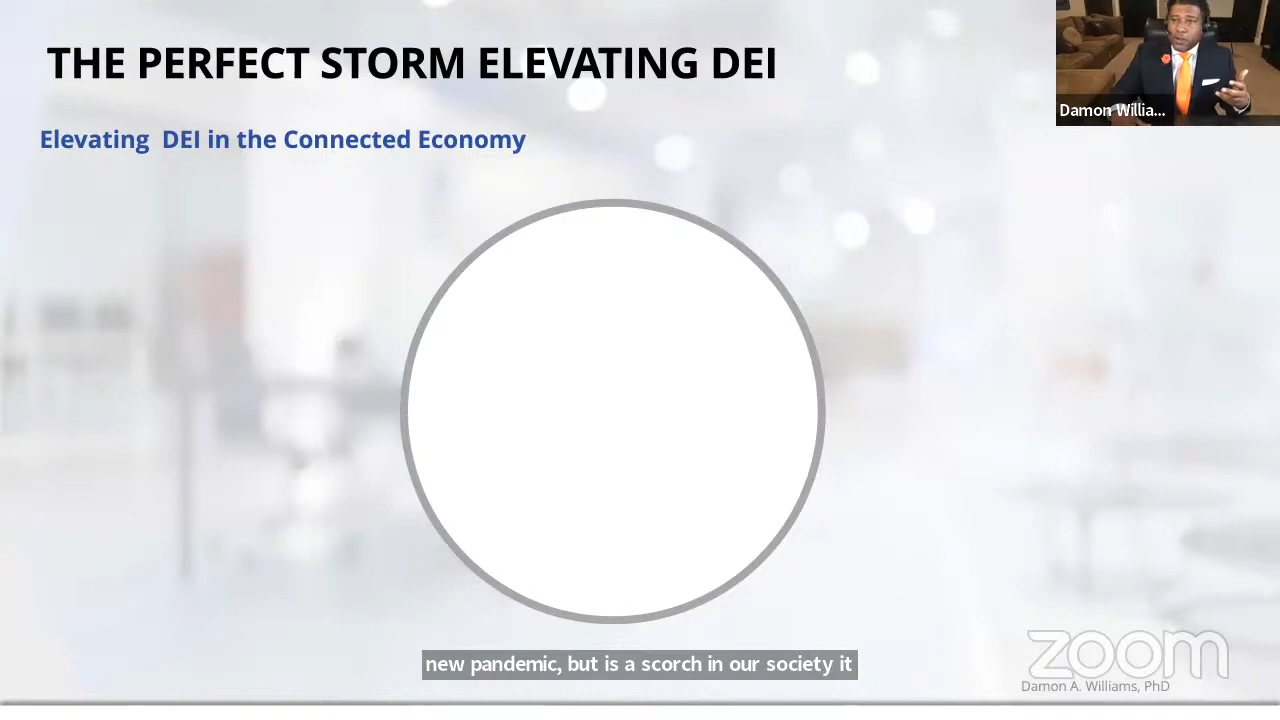 THE PERFECT STORM ELEVATING DEI
Damon Willia...
Elevating DEI in the Connected Economy
new pandemic, but is a scorch in our society it
zoom
Damon A. Williams, PhD